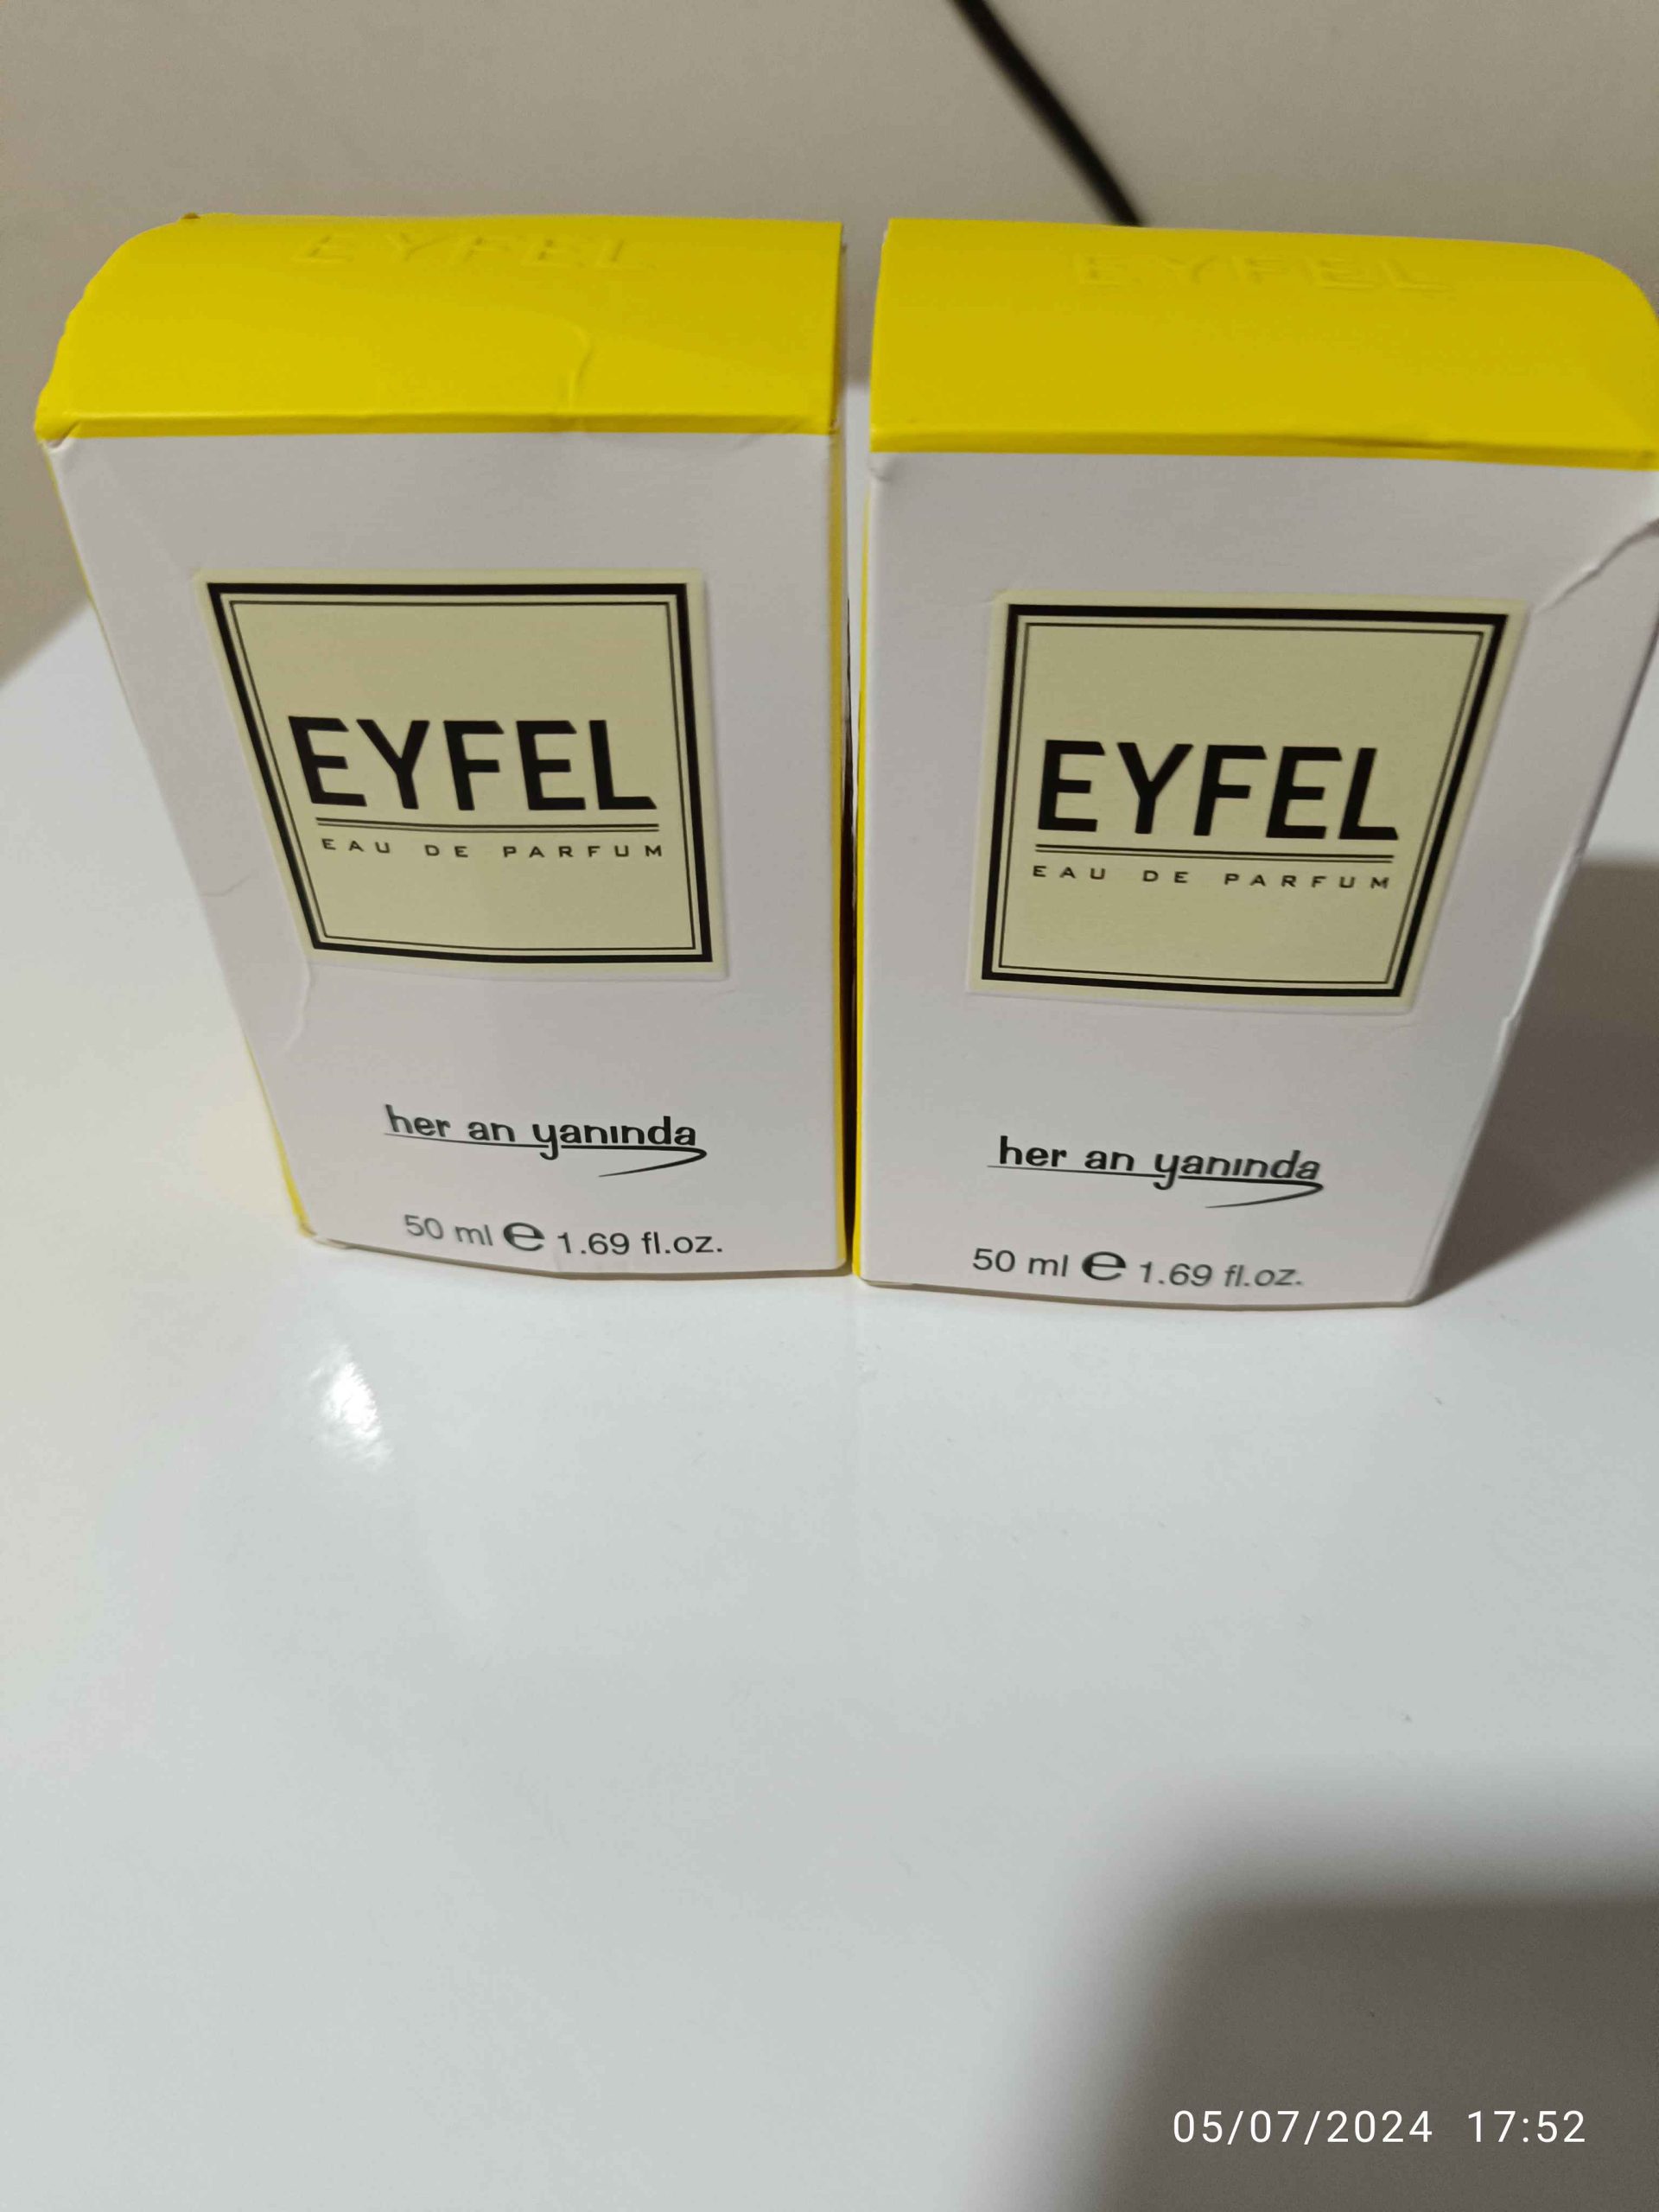 EYFEL
EYFEL
EAU DE PARFUM
her an yanında
50 ml e 1.69 fl.oz.
EYFEL
EYFEL
EAU DE PARFUM
her an yanında
50 ml e 1.69 fl.oz.
05/07/2024 17:52